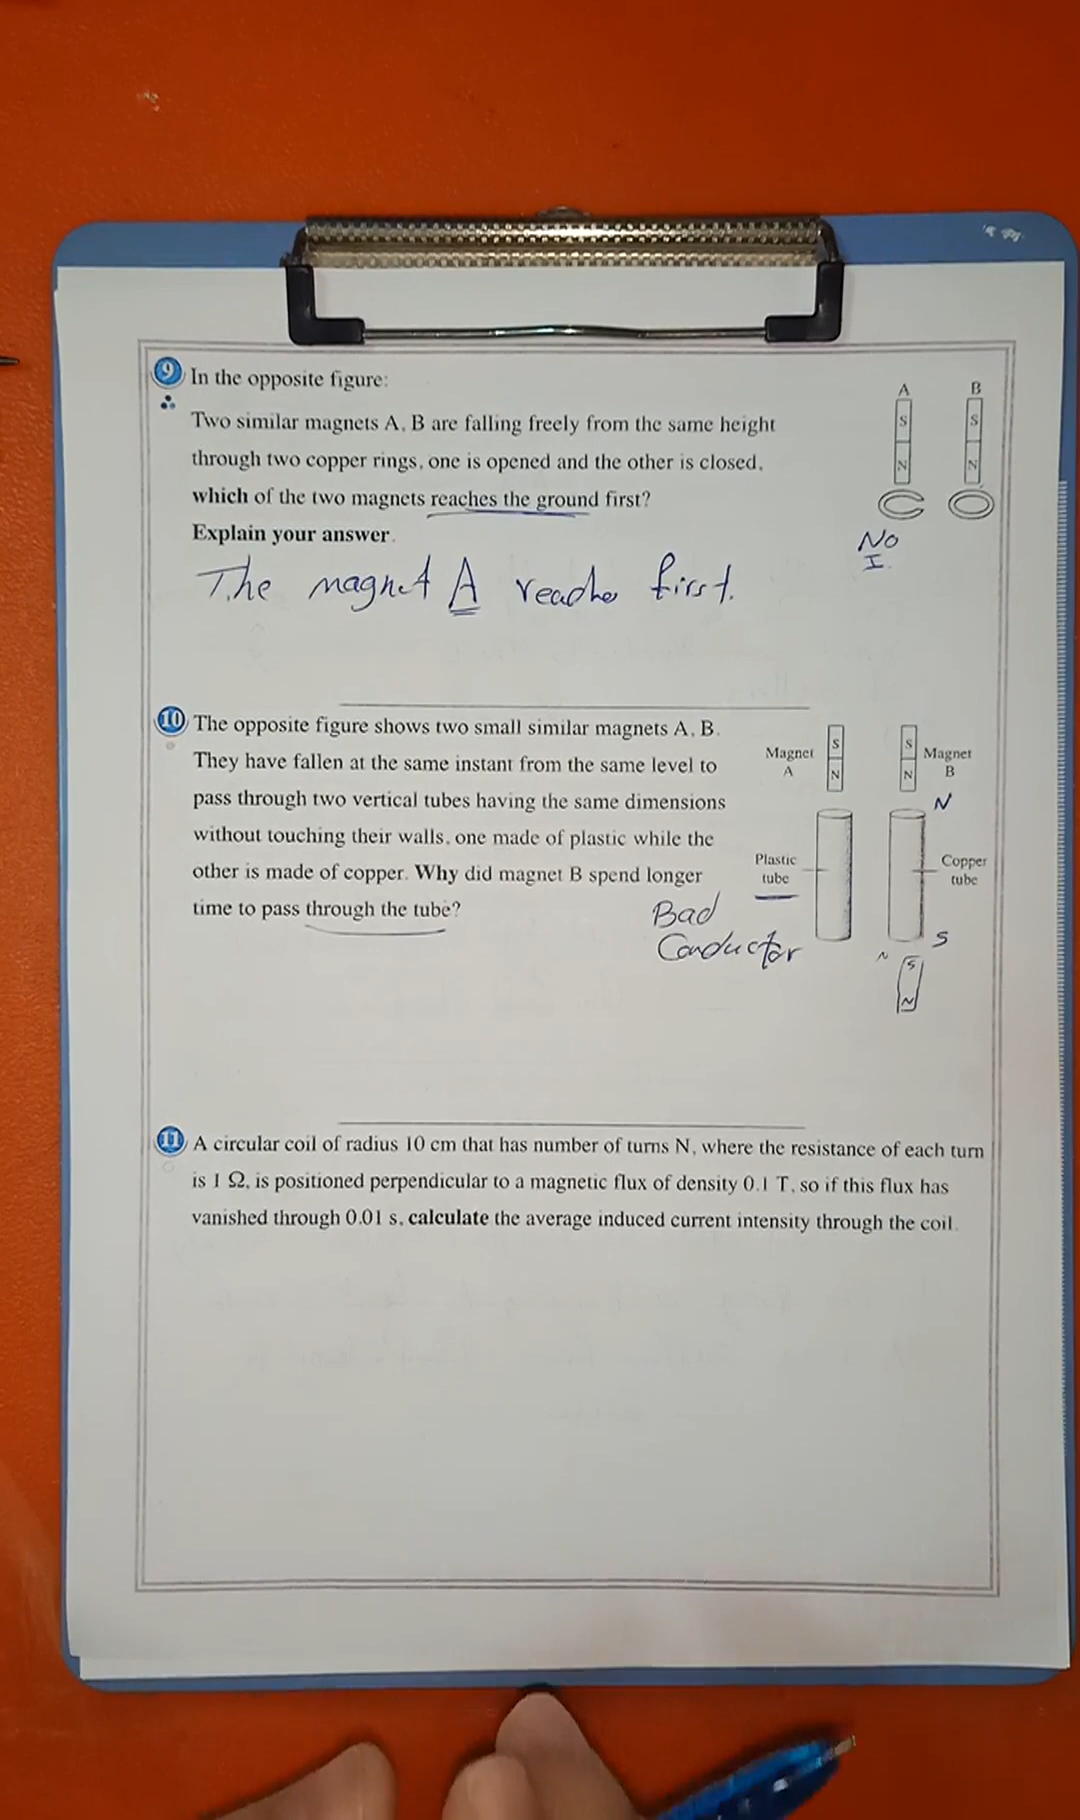 9 In the opposite figure:
Two similar magnets A, B are falling freely from the same height
through two copper rings, one is opened and the other is closed,
which of the two magnets reaches the ground first?
Explain your answer.
A B
S S
N N
No
I.
The magnet A reaches first.
10 The opposite figure shows two small similar magnets A, B.
They have fallen at the same instant from the same level to
pass through two vertical tubes having the same dimensions
without touching their walls, one made of plastic while the
other is made of copper. Why did magnet B spend longer
time to pass through the tube?
Magnet
A
S
N
S
N
Magnet
B
N
Plastic
tube
Copper
tube
Bad
Conductor
S
N
S
N
11 A circular coil of radius 10 cm that has number of turns N, where the resistance of each turn
is 1 Ω, is positioned perpendicular to a magnetic flux of density 0.1 T, so if this flux has
vanished through 0.01 s, calculate the average induced current intensity through the coil.